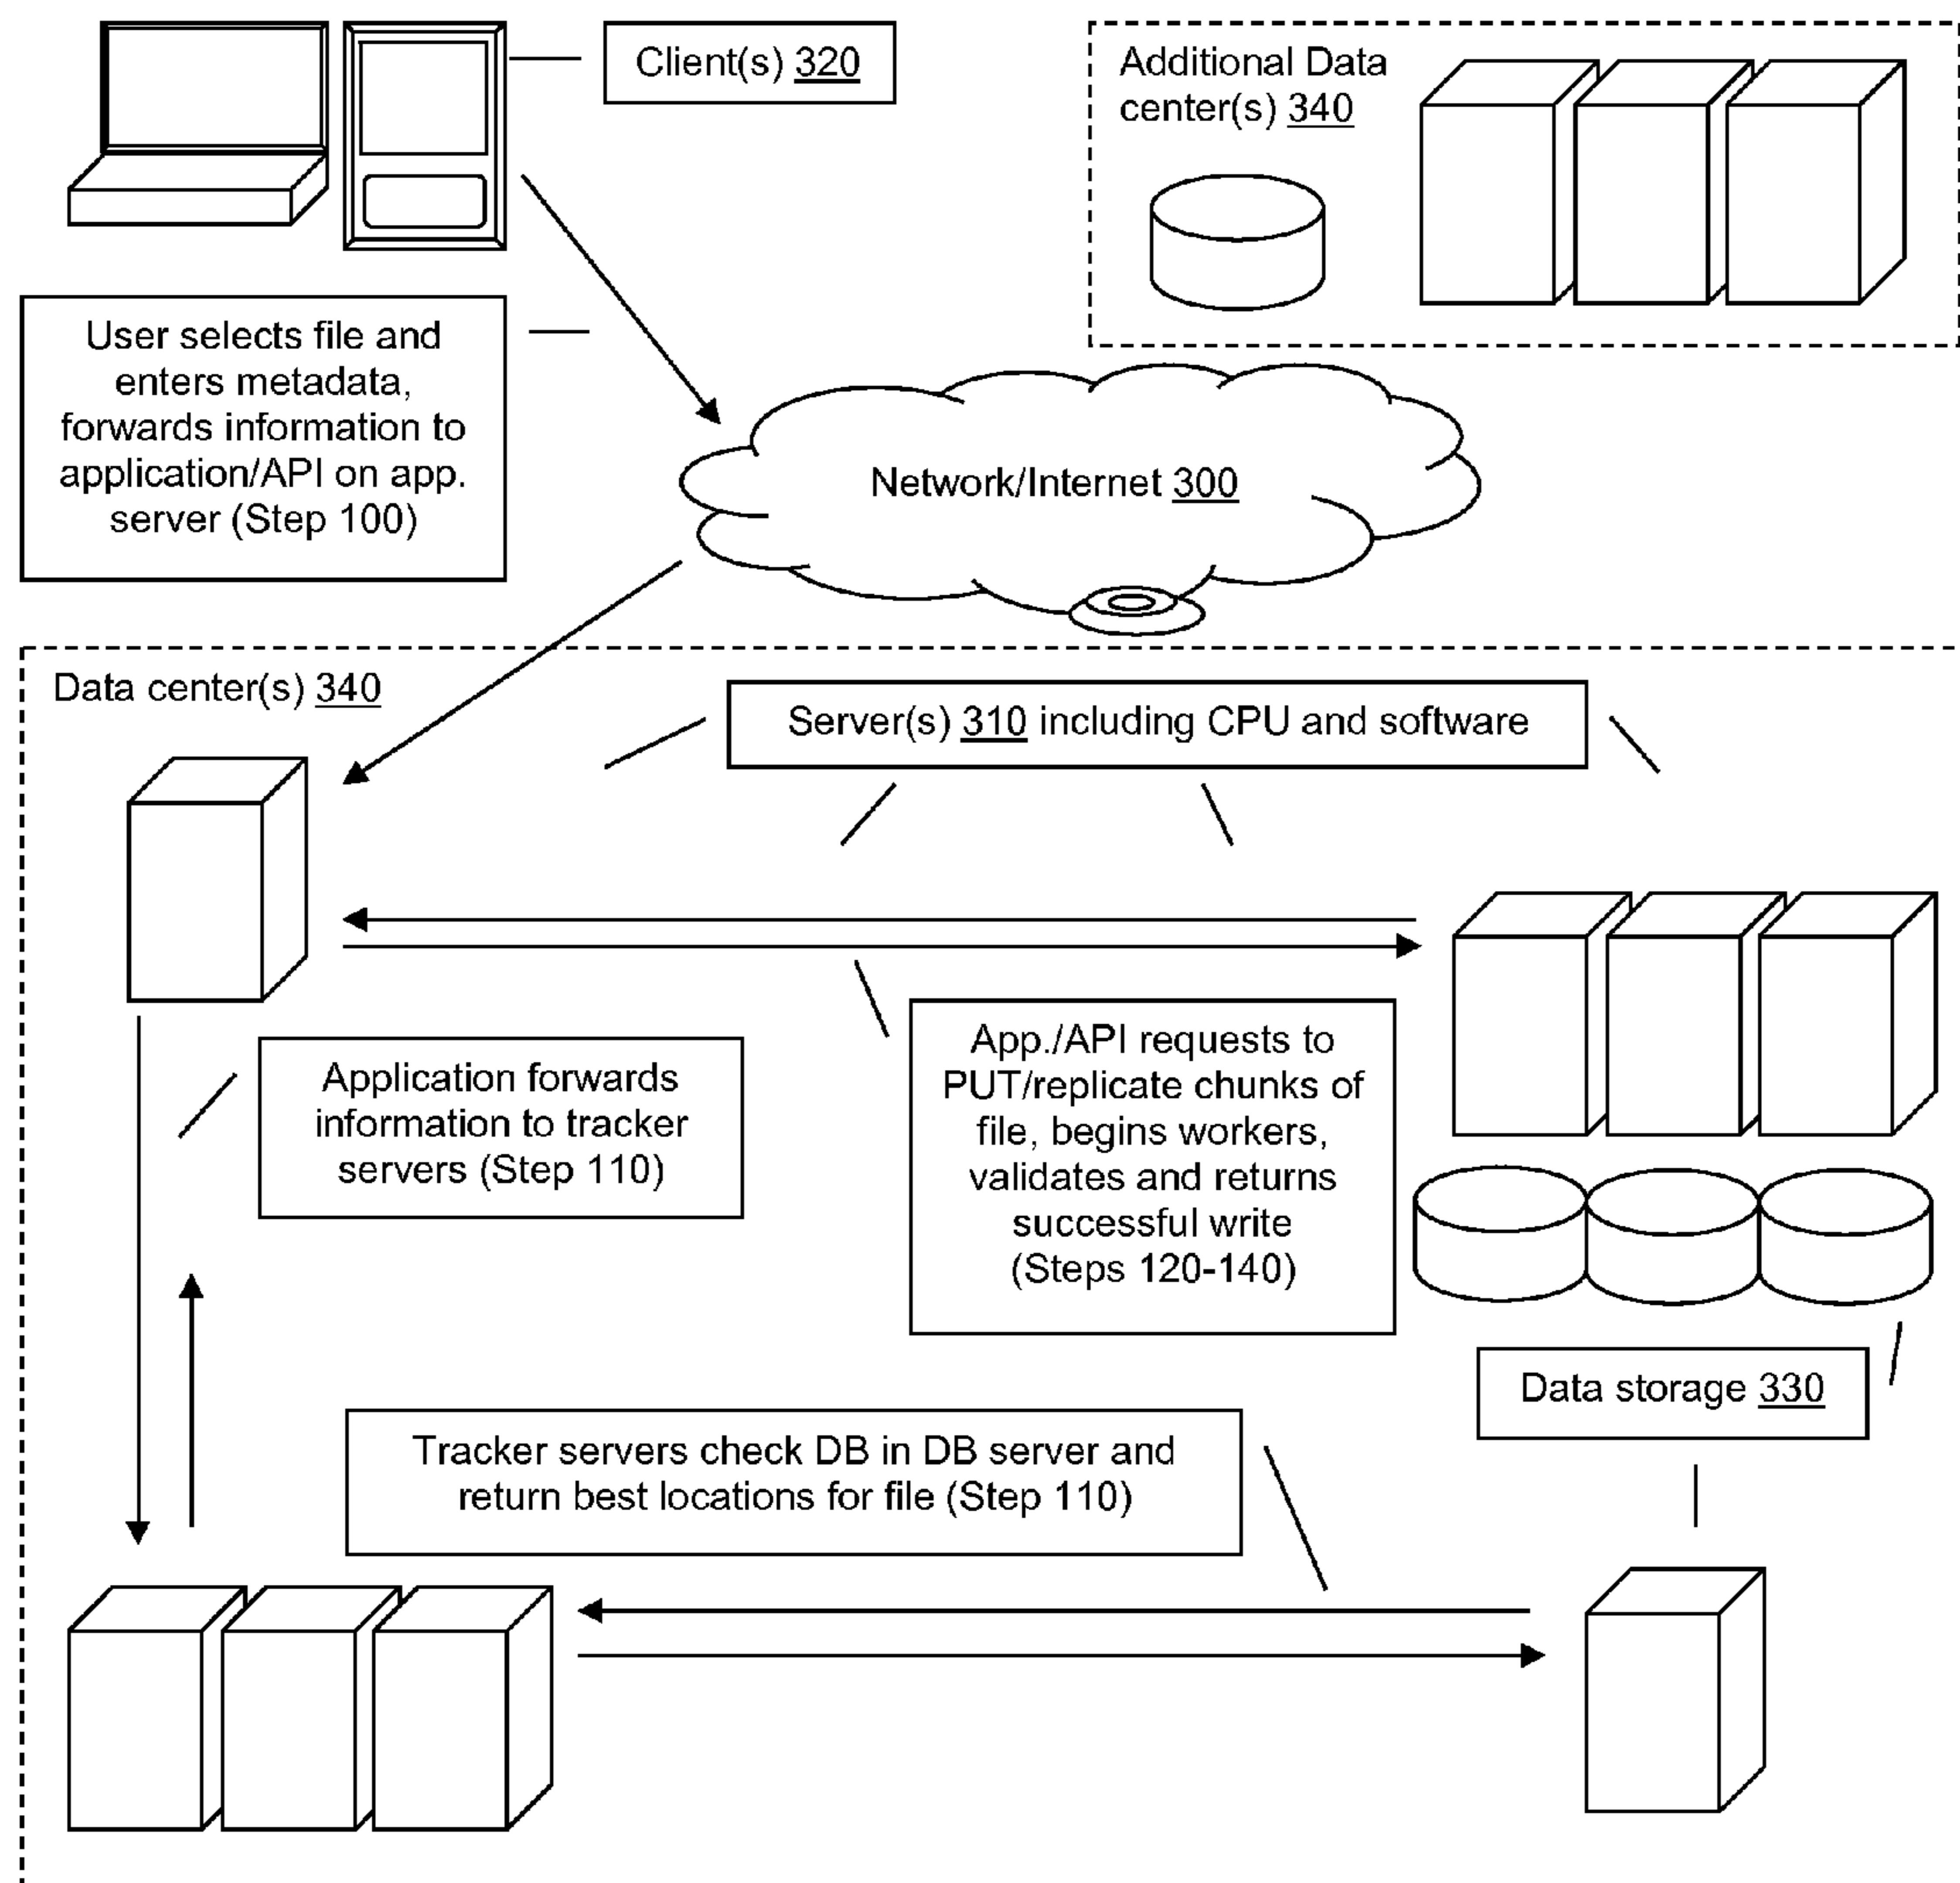 Client(s) 320
Additional Data
center(s) 340
User selects file and
enters metadata,
forwards information to
application/API on app.
server (Step 100)
Network/Internet 300
Data center(s) 340
Server(s) 310 including CPU and software
Application forwards
information to tracker
servers (Step 110)
App./API requests to
PUT/replicate chunks of
file, begins workers,
validates and returns
successful write
(Steps 120-140)
Data storage 330
Tracker servers check DB in DB server and
return best locations for file (Step 110)